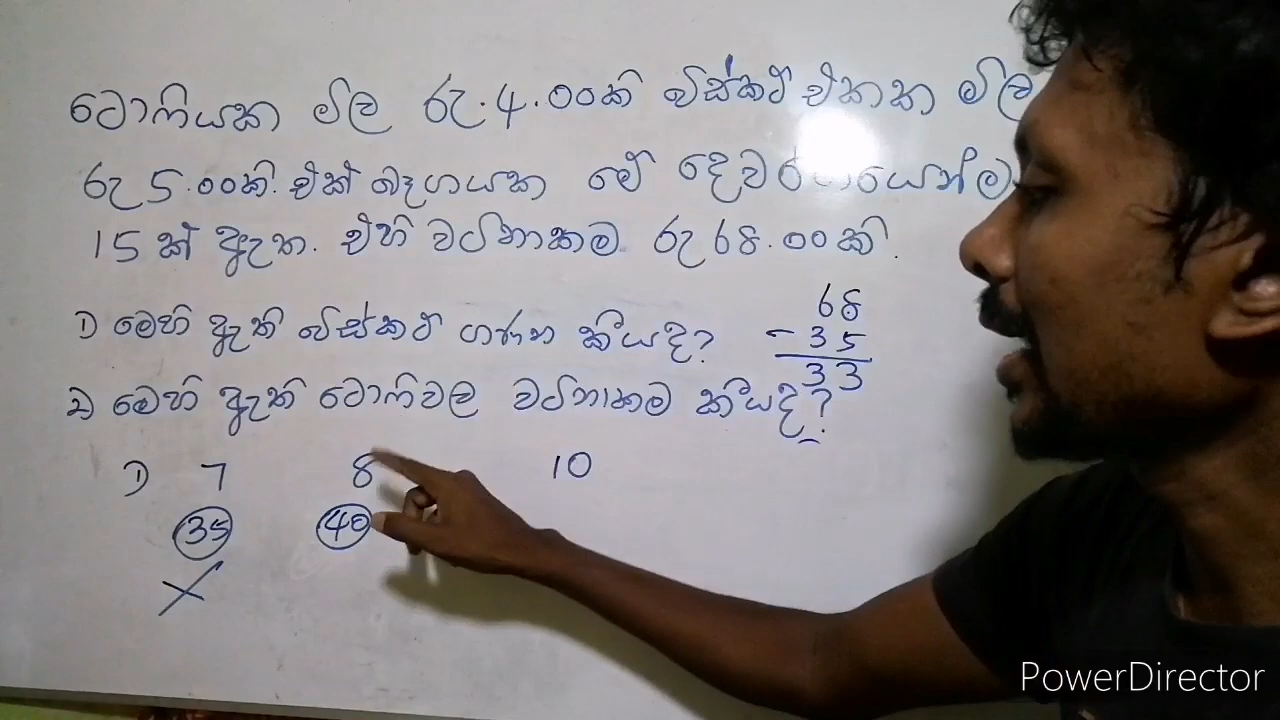 ටොෆියක මිල රු.4.00කි විස්කට් එකක මිල
රු 5.00කි. එක් බෑගයක මේ දෙවර්ගයෙන්ම
15 ක් ඇත. එහි වටිනාකම රු 68.00කි.
1) මෙහි ඇති විස්කට් ගණන කීයද?
2) මෙහි ඇති ටොෆිවල වටිනාකම කීයද?
68
- 35
33
1) 7 8 10
35 40
×
PowerDirector